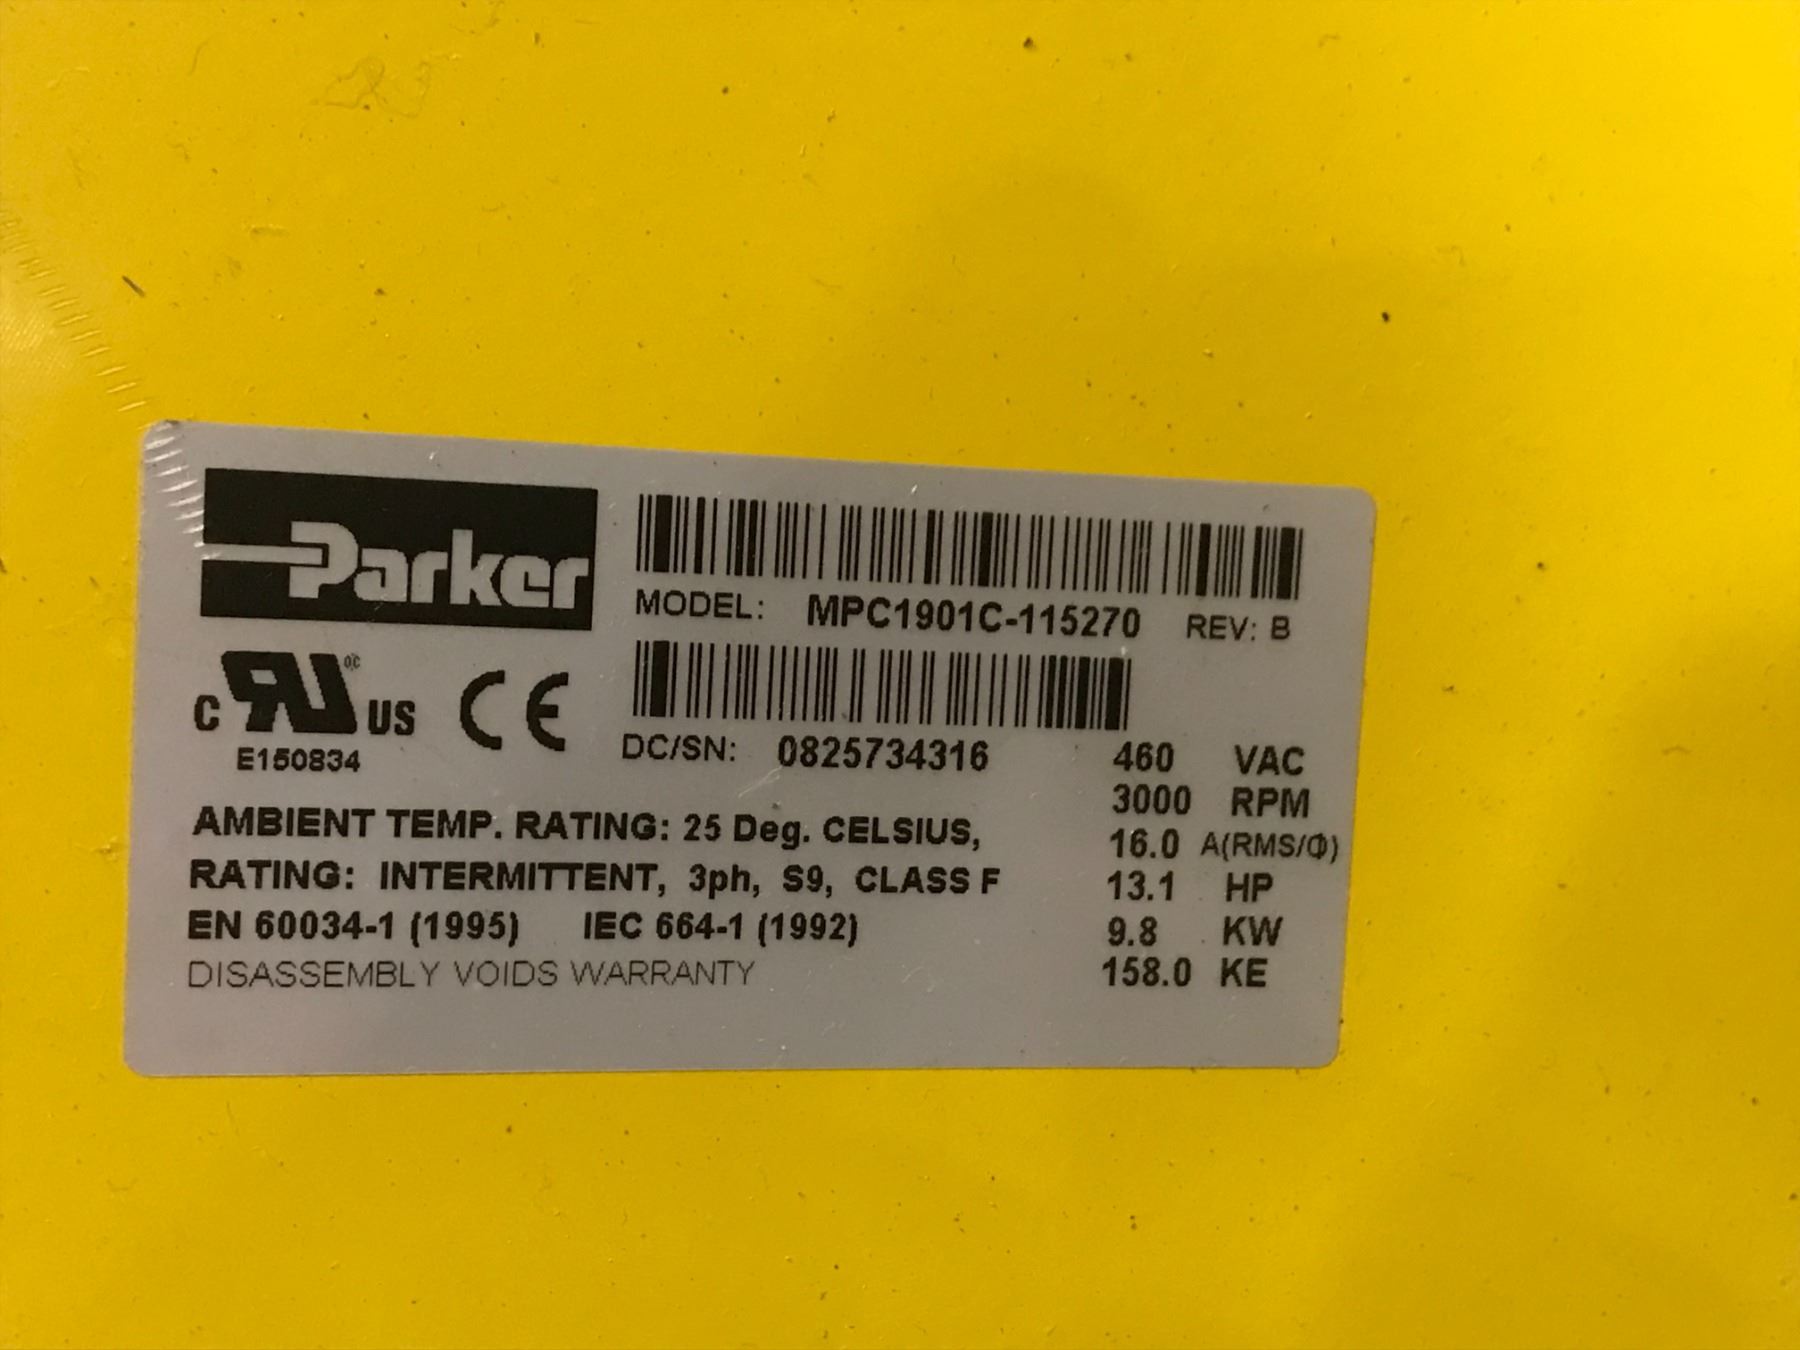 Parker
MODEL: MPC1901C-115270 REV: B
C RU US CE
E150834
DC/SN: 0825734316
460 VAC
3000 RPM
16.0 A(RMS/Φ)
13.1 HP
9.8 KW
158.0 KE
AMBIENT TEMP. RATING: 25 Deg. CELSIUS,
RATING: INTERMITTENT, 3ph, S9, CLASS F
EN 60034-1 (1995) IEC 664-1 (1992)
DISASSEMBLY VOIDS WARRANTY